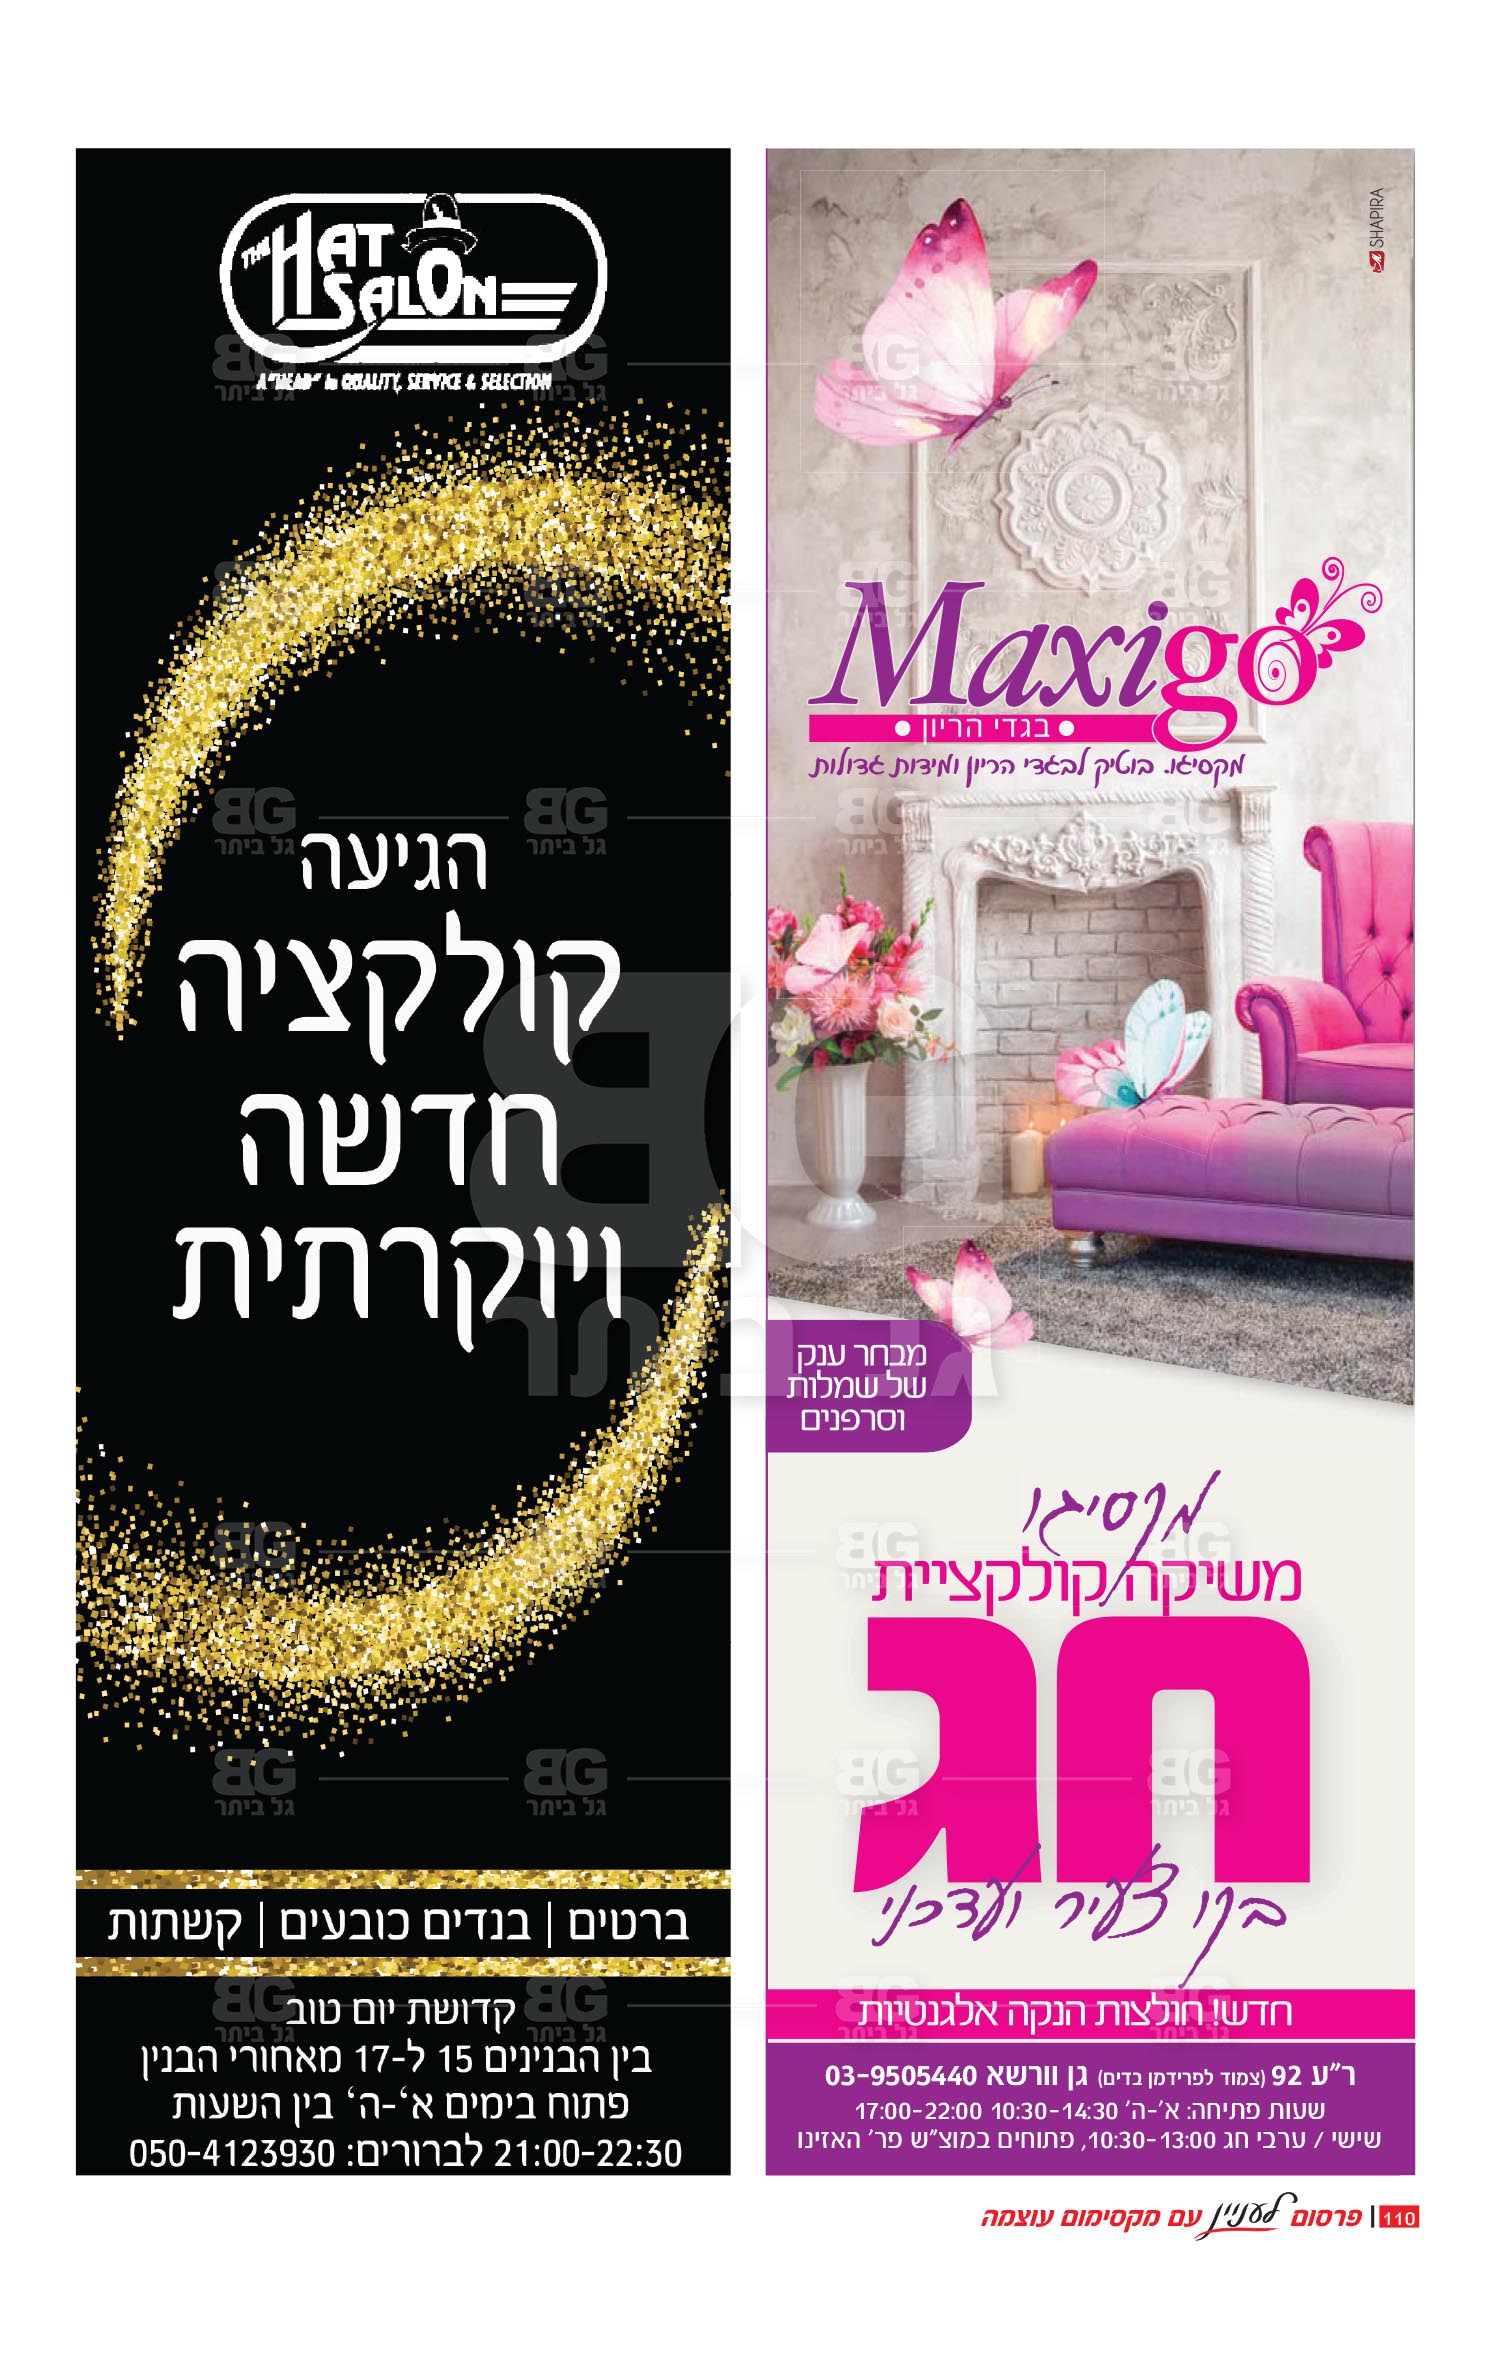 SHAPIRA
Maxigo
• בגדי הריון •
מקסיגו. בוטיק לבגדי הריון ומידות גדולות
מבחר ענק
של שמלות
וסרפנים
מקסיגו
משיקה קולקציית
חג
בקו צעיר ועדכני
חדש! חולצות הנקה אלגנטיות
ר"ע 92 (צמוד לפרידמן בדים) גן וורשא 03-9505440
שעות פתיחה: א'-ה' 10:30-14:30 17:00-22:00
שישי / ערבי חג 10:30-13:00, פתוחים במוצ"ש פר' האזינו
THE HAT
SALON
A "HEAD" in QUALITY, SERVICE & SELECTION
הגיעה
קולקציה
חדשה
ויוקרתית
ברטים | בנדים כובעים | קשתות
קדושת יום טוב
בין הבנינים 15 ל-17 מאחורי הבנין
פתוח בימים א'-ה' בין השעות
21:00-22:30 לברורים: 050-4123930
110 | פרסום לעניין עם מקסימום עוצמה
BG
גל ביתר